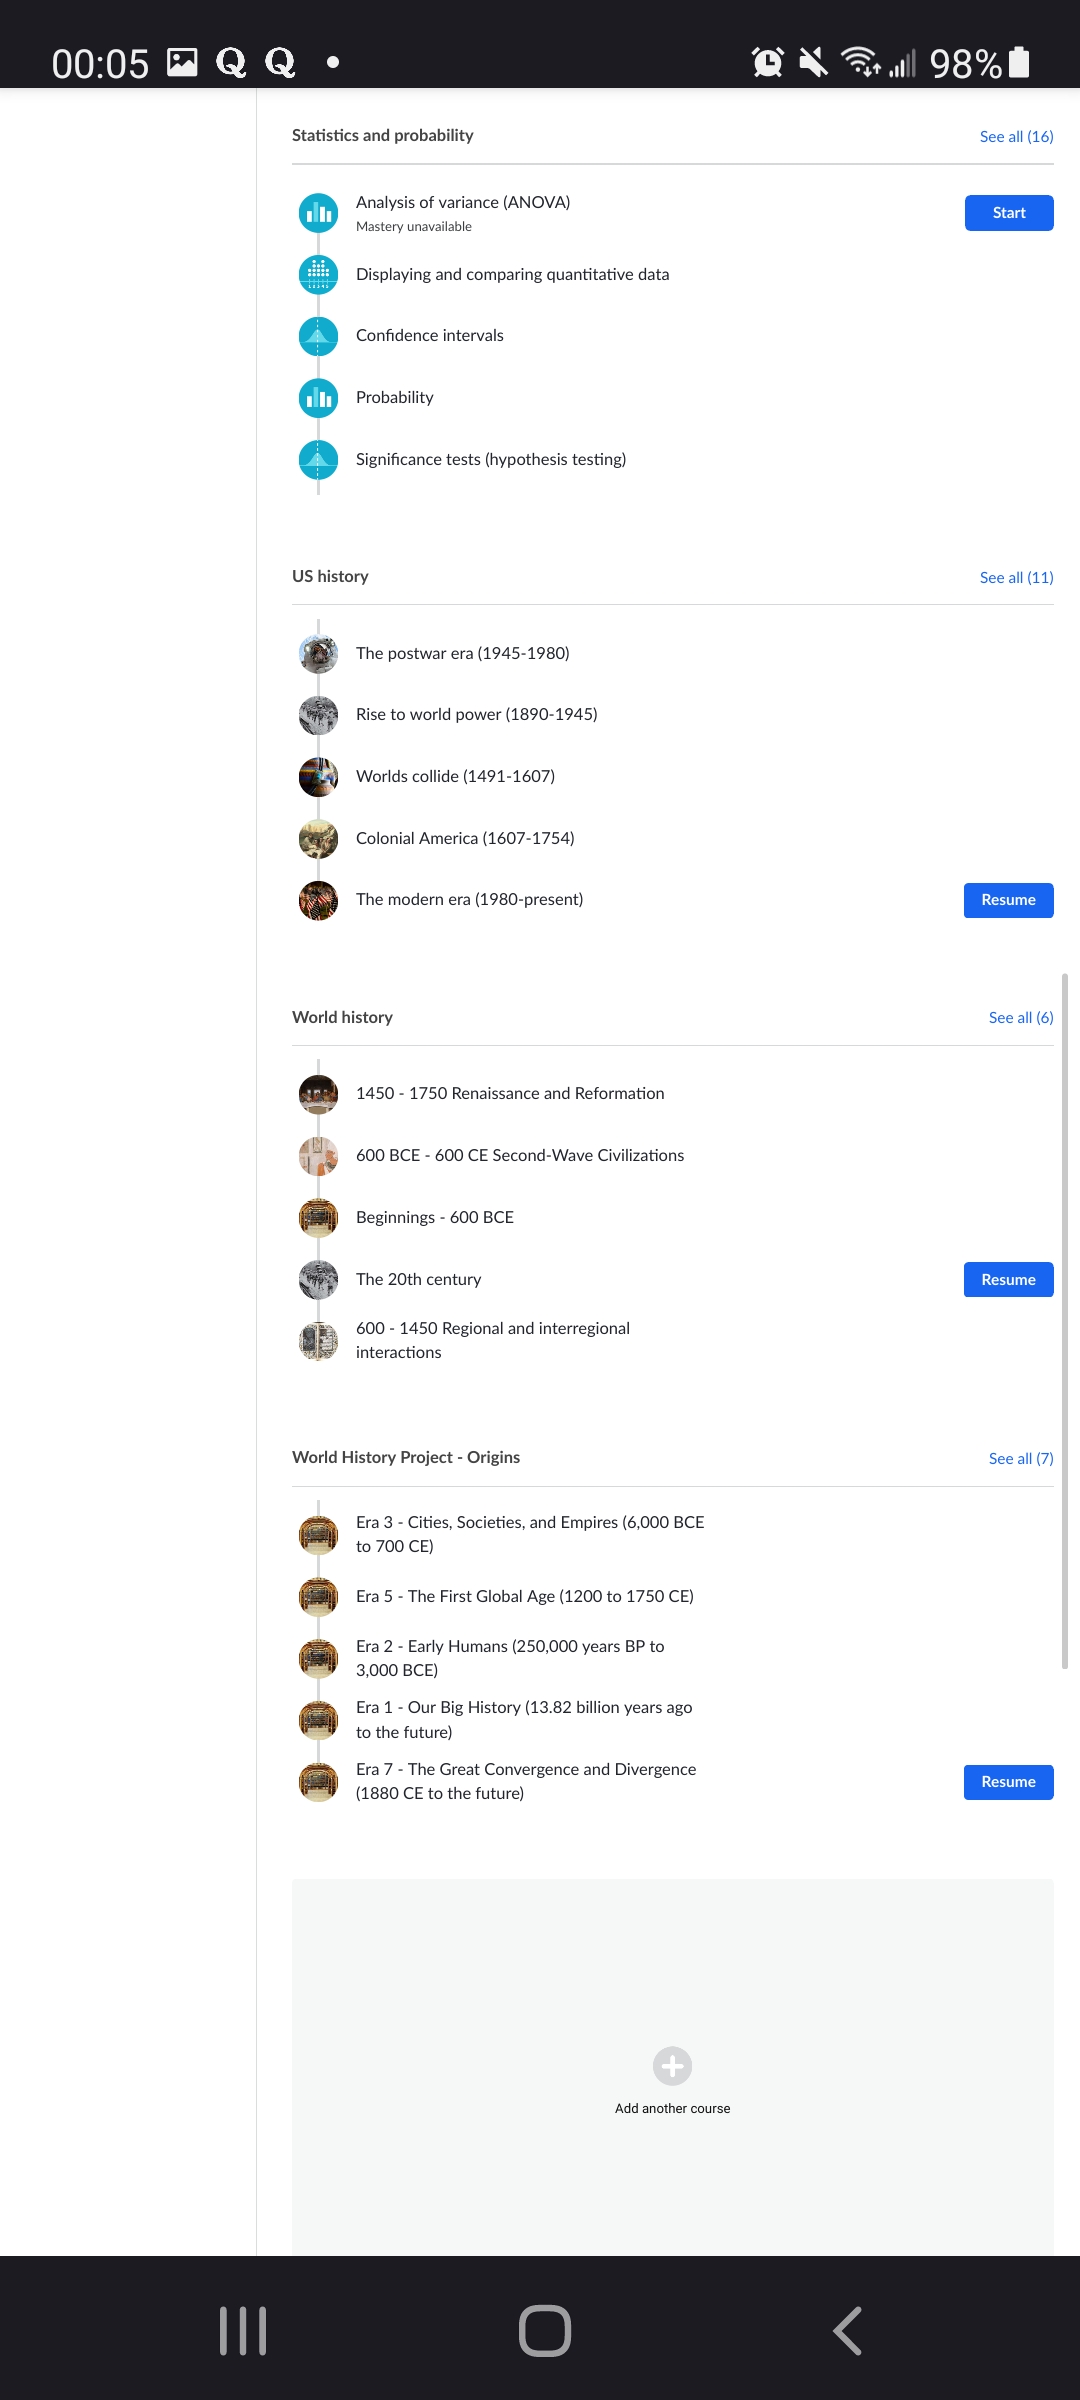 00:05
98%
Statistics and probability
See all (16)
Analysis of variance (ANOVA)
Mastery unavailable
Start
Displaying and comparing quantitative data
Confidence intervals
Probability
Significance tests (hypothesis testing)
US history
See all (11)
The postwar era (1945-1980)
Rise to world power (1890-1945)
Worlds collide (1491-1607)
Colonial America (1607-1754)
The modern era (1980-present)
Resume
World history
See all (6)
1450 - 1750 Renaissance and Reformation
600 BCE - 600 CE Second-Wave Civilizations
Beginnings - 600 BCE
The 20th century
Resume
600 - 1450 Regional and interregional
interactions
World History Project - Origins
See all (7)
Era 3 - Cities, Societies, and Empires (6,000 BCE
to 700 CE)
Era 5 - The First Global Age (1200 to 1750 CE)
Era 2 - Early Humans (250,000 years BP to
3,000 BCE)
Era 1 - Our Big History (13.82 billion years ago
to the future)
Era 7 - The Great Convergence and Divergence
(1880 CE to the future)
Resume
Add another course